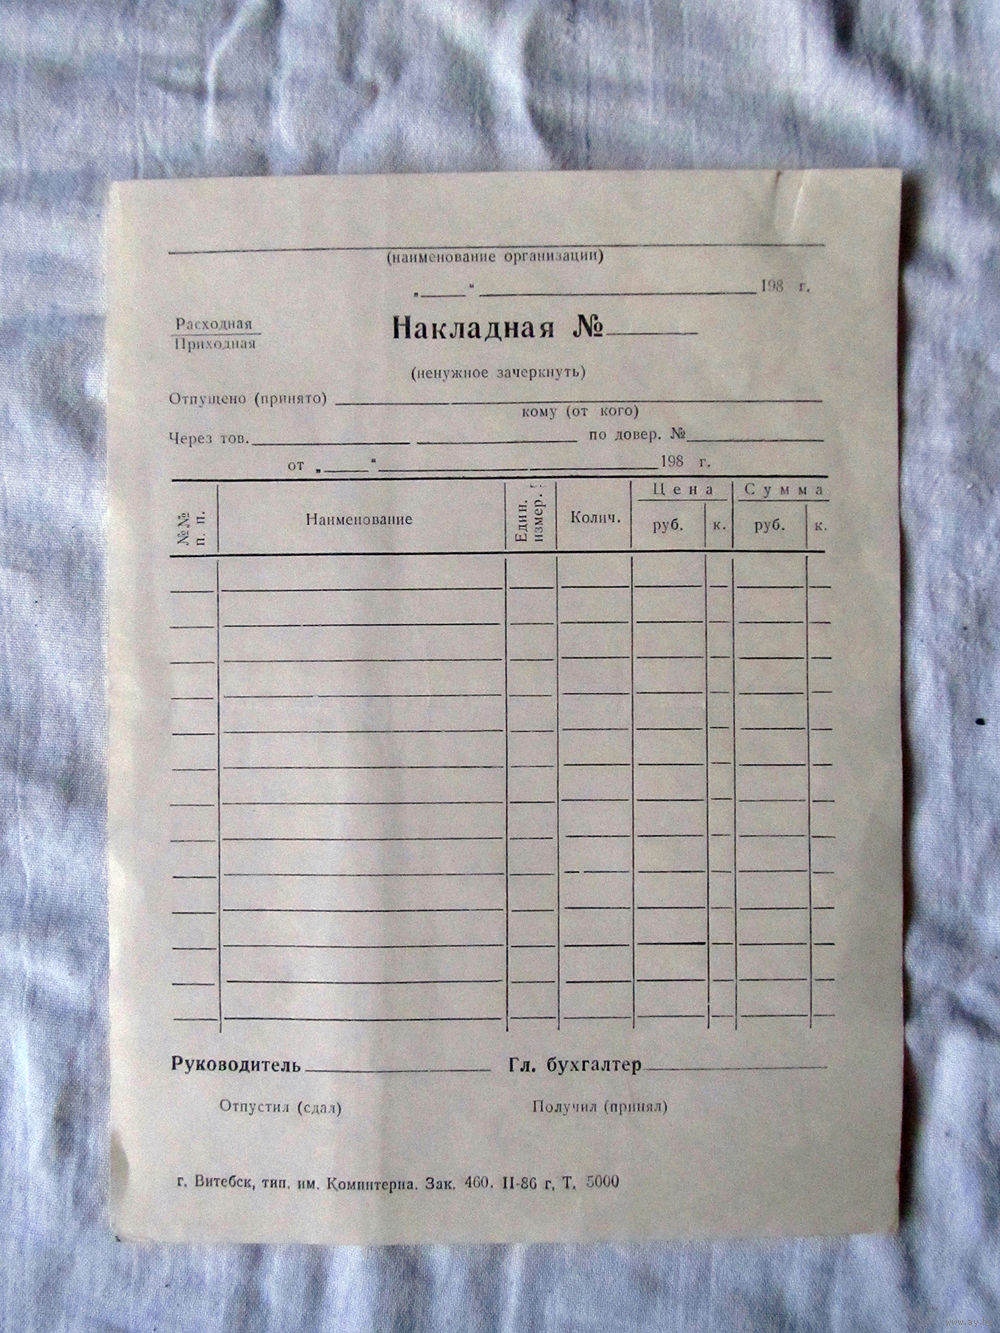 (наименование организации)
„ “ 198 г.
Расходная
Приходная
Накладная №
(ненужное зачеркнуть)
Отпущено (принято)
кому (от кого)
Через тов. по довер. №
от „ “ 198 г.
№№ п. п. Наименование Един. измер. Колич. Цена руб. к. Сумма руб. к.
Руководитель Гл. бухгалтер
Отпустил (сдал) Получил (принял)
г. Витебск, тип. им. Коминтерна. Зак. 460. II-86 г. Т. 5000